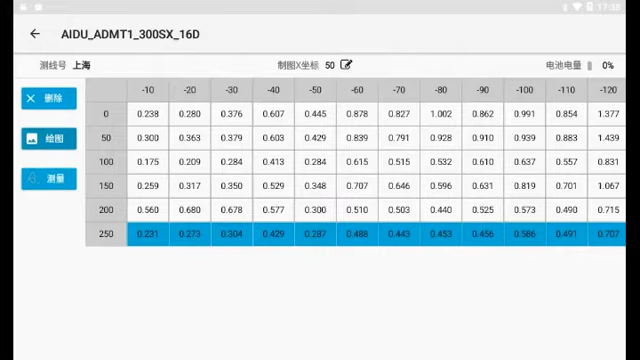 17:35
AIDU_ADMT1_300SX_16D
测线号 上海 制图X坐标 50 电池电量 0%
删除
绘图
测量
-10 -20 -30 -40 -50 -60 -70 -80 -90 -100 -110 -120
0 0.238 0.280 0.376 0.607 0.445 0.878 0.827 1.002 0.862 0.991 0.854 1.377
50 0.300 0.363 0.379 0.603 0.429 0.839 0.791 0.928 0.910 0.939 0.883 1.439
100 0.175 0.209 0.284 0.413 0.284 0.615 0.515 0.532 0.610 0.637 0.557 0.831
150 0.259 0.317 0.350 0.529 0.348 0.707 0.646 0.596 0.631 0.819 0.701 1.067
200 0.560 0.680 0.678 0.577 0.300 0.510 0.503 0.440 0.525 0.573 0.490 0.715
250 0.231 0.273 0.304 0.429 0.287 0.488 0.443 0.453 0.456 0.586 0.491 0.707